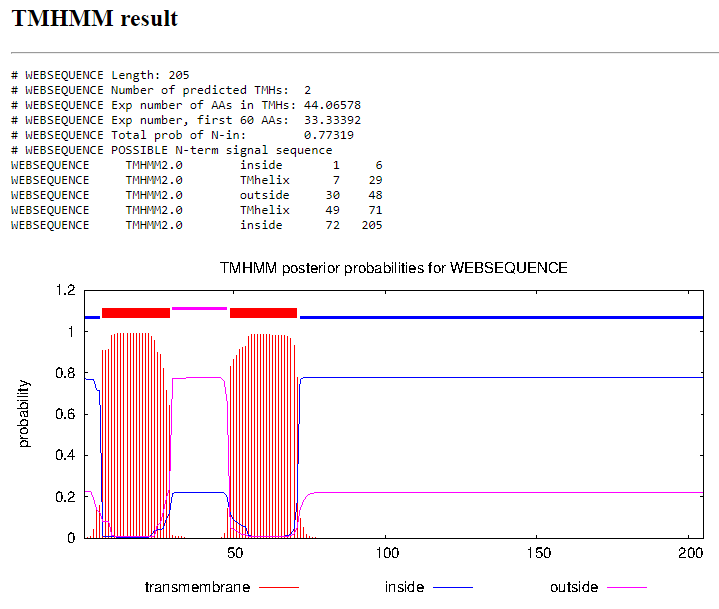 TMHMM result
# WEBSEQUENCE Length: 205
# WEBSEQUENCE Number of predicted TMHs:  2
# WEBSEQUENCE Exp number of AAs in TMHs: 44.06578
# WEBSEQUENCE Exp number, first 60 AAs:  33.33392
# WEBSEQUENCE Total prob of N-in:        0.77319
# WEBSEQUENCE POSSIBLE N-term signal sequence
WEBSEQUENCE     TMHMM2.0        inside       1     6
WEBSEQUENCE     TMHMM2.0        TMhelix      7    29
WEBSEQUENCE     TMHMM2.0        outside     30    48
WEBSEQUENCE     TMHMM2.0        TMhelix     49    71
WEBSEQUENCE     TMHMM2.0        inside      72   205
TMHMM posterior probabilities for WEBSEQUENCE
1.2
1
0.8
0.6
0.4
0.2
0
probability
50 100 150 200
transmembrane inside outside